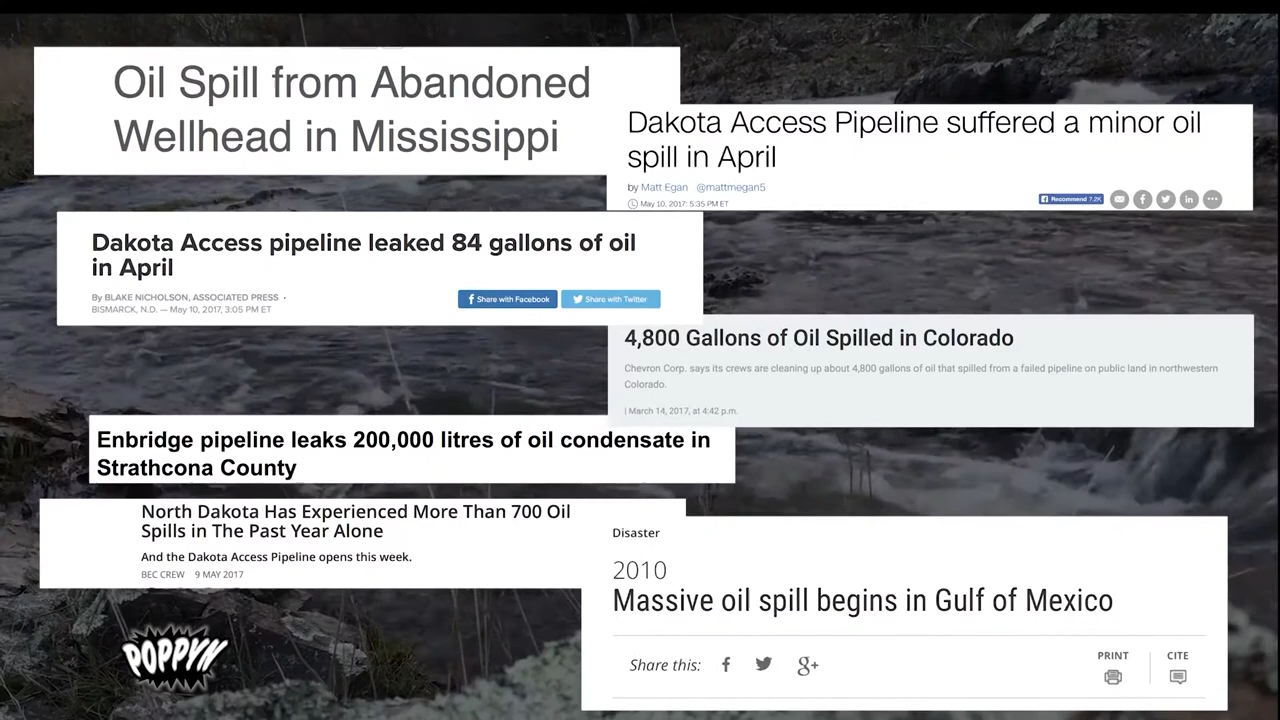 Oil Spill from Abandoned
Wellhead in Mississippi
Dakota Access Pipeline suffered a minor oil
spill in April
by Matt Egan @mattmegan5
May 10, 2017: 5:35 PM ET
Recommend 7.2K
Dakota Access pipeline leaked 84 gallons of oil
in April
By BLAKE NICHOLSON, ASSOCIATED PRESS •
BISMARCK, N.D. — May 10, 2017, 3:05 PM ET
Share with Facebook
Share with Twitter
4,800 Gallons of Oil Spilled in Colorado
Chevron Corp. says its crews are cleaning up about 4,800 gallons of oil that spilled from a failed pipeline on public land in northwestern
Colorado.
| March 14, 2017, at 4:42 p.m.
Enbridge pipeline leaks 200,000 litres of oil condensate in
Strathcona County
North Dakota Has Experienced More Than 700 Oil
Spills in The Past Year Alone
And the Dakota Access Pipeline opens this week.
BEC CREW 9 MAY 2017
Disaster
2010
Massive oil spill begins in Gulf of Mexico
Share this:
PRINT
CITE
POPPYN